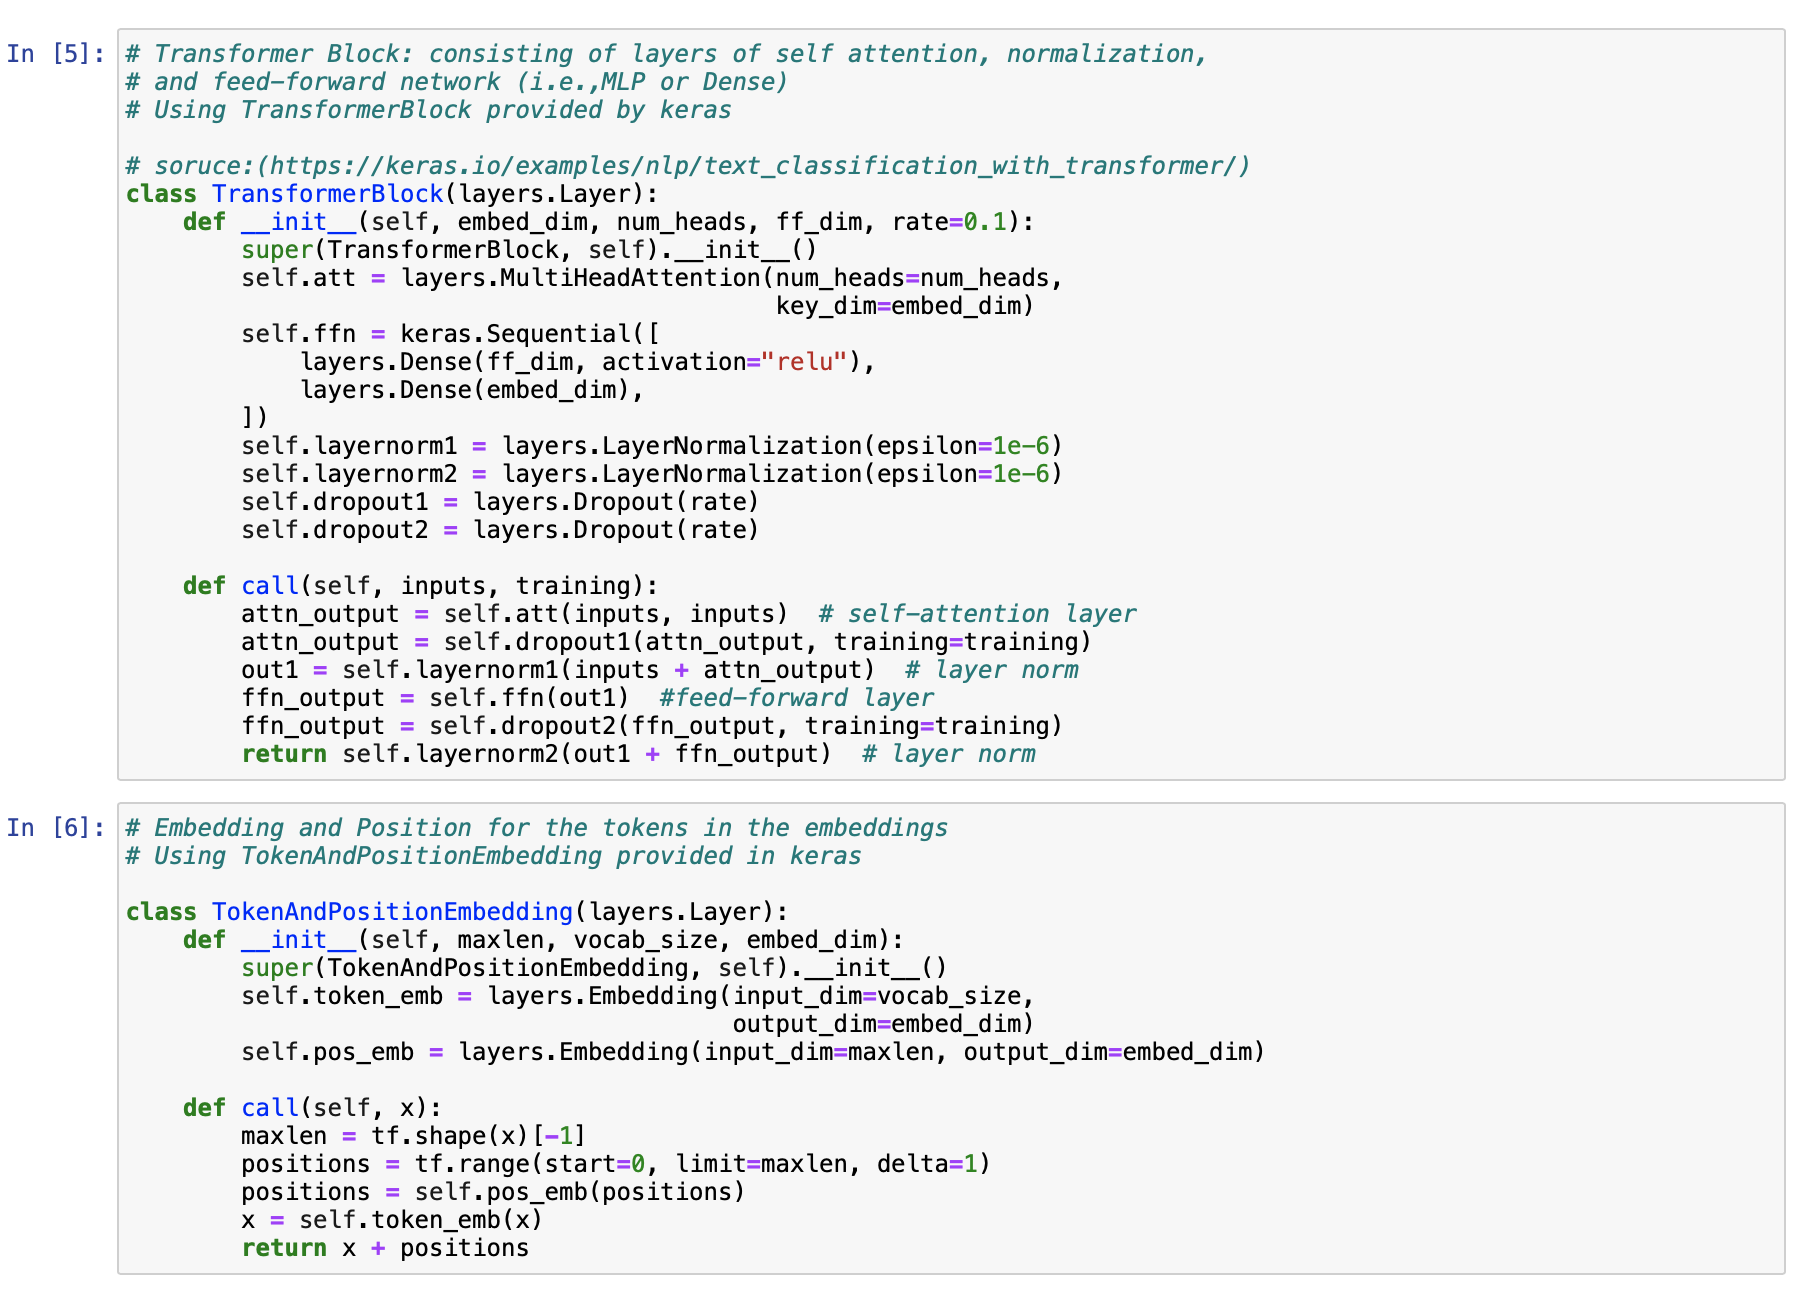 In [5]:
# Transformer Block: consisting of layers of self attention, normalization,
# and feed-forward network (i.e.,MLP or Dense)
# Using TransformerBlock provided by keras

# soruce:(https://keras.io/examples/nlp/text_classification_with_transformer/)
class TransformerBlock(layers.Layer):
    def __init__(self, embed_dim, num_heads, ff_dim, rate=0.1):
        super(TransformerBlock, self).__init__()
        self.att = layers.MultiHeadAttention(num_heads=num_heads,
                                             key_dim=embed_dim)
        self.ffn = keras.Sequential([
            layers.Dense(ff_dim, activation="relu"),
            layers.Dense(embed_dim),
        ])
        self.layernorm1 = layers.LayerNormalization(epsilon=1e-6)
        self.layernorm2 = layers.LayerNormalization(epsilon=1e-6)
        self.dropout1 = layers.Dropout(rate)
        self.dropout2 = layers.Dropout(rate)

    def call(self, inputs, training):
        attn_output = self.att(inputs, inputs)  # self-attention layer
        attn_output = self.dropout1(attn_output, training=training)
        out1 = self.layernorm1(inputs + attn_output)  # layer norm
        ffn_output = self.ffn(out1)  #feed-forward layer
        ffn_output = self.dropout2(ffn_output, training=training)
        return self.layernorm2(out1 + ffn_output)  # layer norm

In [6]:
# Embedding and Position for the tokens in the embeddings
# Using TokenAndPositionEmbedding provided in keras

class TokenAndPositionEmbedding(layers.Layer):
    def __init__(self, maxlen, vocab_size, embed_dim):
        super(TokenAndPositionEmbedding, self).__init__()
        self.token_emb = layers.Embedding(input_dim=vocab_size,
                                          output_dim=embed_dim)
        self.pos_emb = layers.Embedding(input_dim=maxlen, output_dim=embed_dim)

    def call(self, x):
        maxlen = tf.shape(x)[-1]
        positions = tf.range(start=0, limit=maxlen, delta=1)
        positions = self.pos_emb(positions)
        x = self.token_emb(x)
        return x + positions